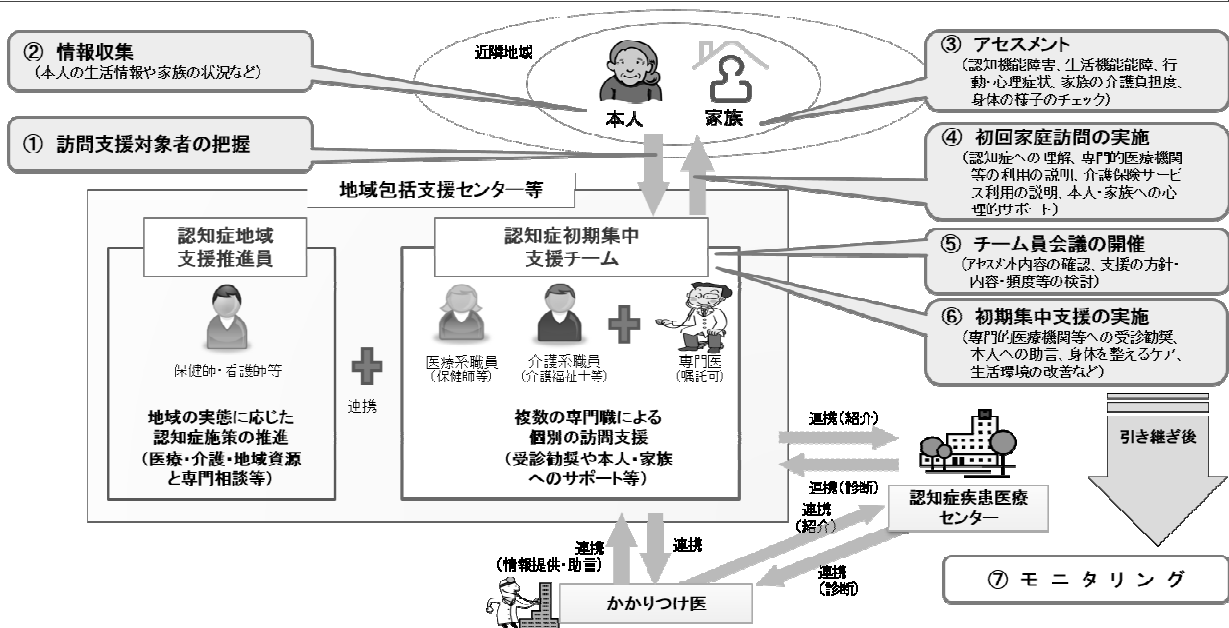 ② 情報収集
(本人の生活情報や家族の状況など)
① 訪問支援対象者の把握
近隣地域
本人
家族
③ アセスメント
(認知機能障害、生活機能障害、行
動・心理症状、家族の介護負担度、
身体の様子のチェック)
④ 初回家庭訪問の実施
(認知症への理解、専門的医療機関
等の利用の説明、介護保険サービ
ス利用の説明、本人・家族への心
理的サポート)
⑤ チーム員会議の開催
(アセスメント内容の確認、支援の方針・
内容・頻度等の検討)
⑥ 初期集中支援の実施
(専門的医療機関等への受診勧奨、
本人への助言、身体を整えるケア、
生活環境の改善など)
地域包括支援センター等
認知症地域
支援推進員
保健師・看護師等
地域の実態に応じた
認知症施策の推進
(医療・介護・地域資源
と専門相談等)
連携
認知症初期集中
支援チーム
医療系職員
(保健師等)
介護系職員
(介護福祉士等)
専門医
(嘱託可)
複数の専門職による
個別の訪問支援
(受診勧奨や本人・家族
へのサポート等)
連携(紹介)
連携(診断)
認知症疾患医療
センター
連携
(紹介)
連携
(診断)
連携
(情報提供・助言)
連携
かかりつけ医
引き継ぎ後
⑦ モニタリング